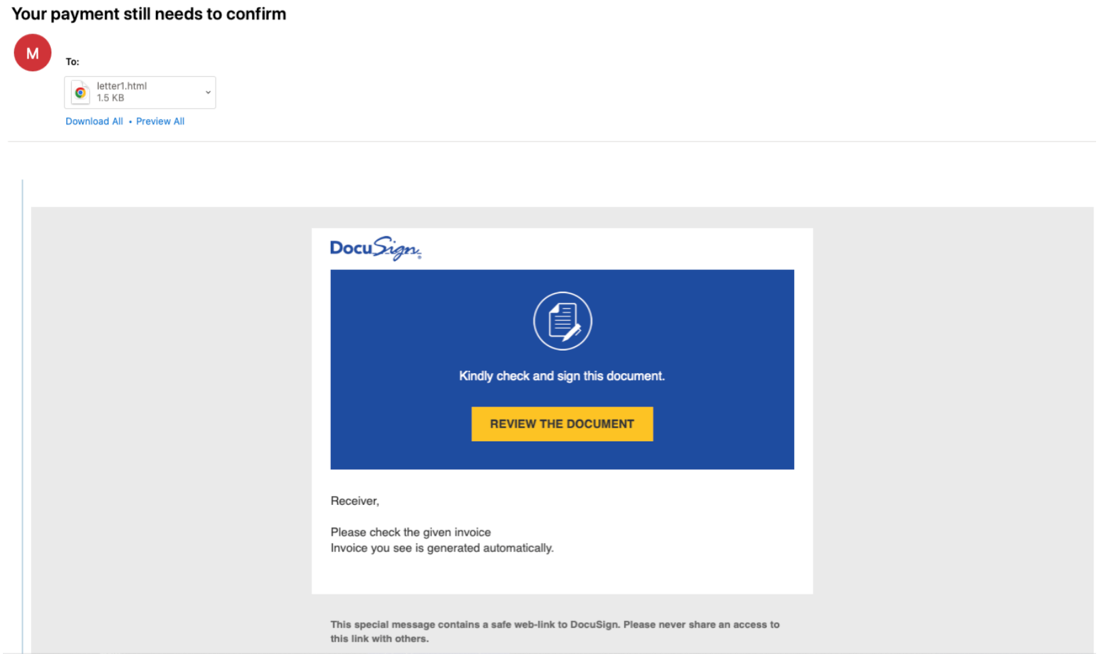 Your payment still needs to confirm
M
To:
letter1.html
1.5 KB
Download All • Preview All
DocuSign®
Kindly check and sign this document.
REVIEW THE DOCUMENT
Receiver,
Please check the given invoice
Invoice you see is generated automatically.
This special message contains a safe web-link to DocuSign. Please never share an access to
this link with others.